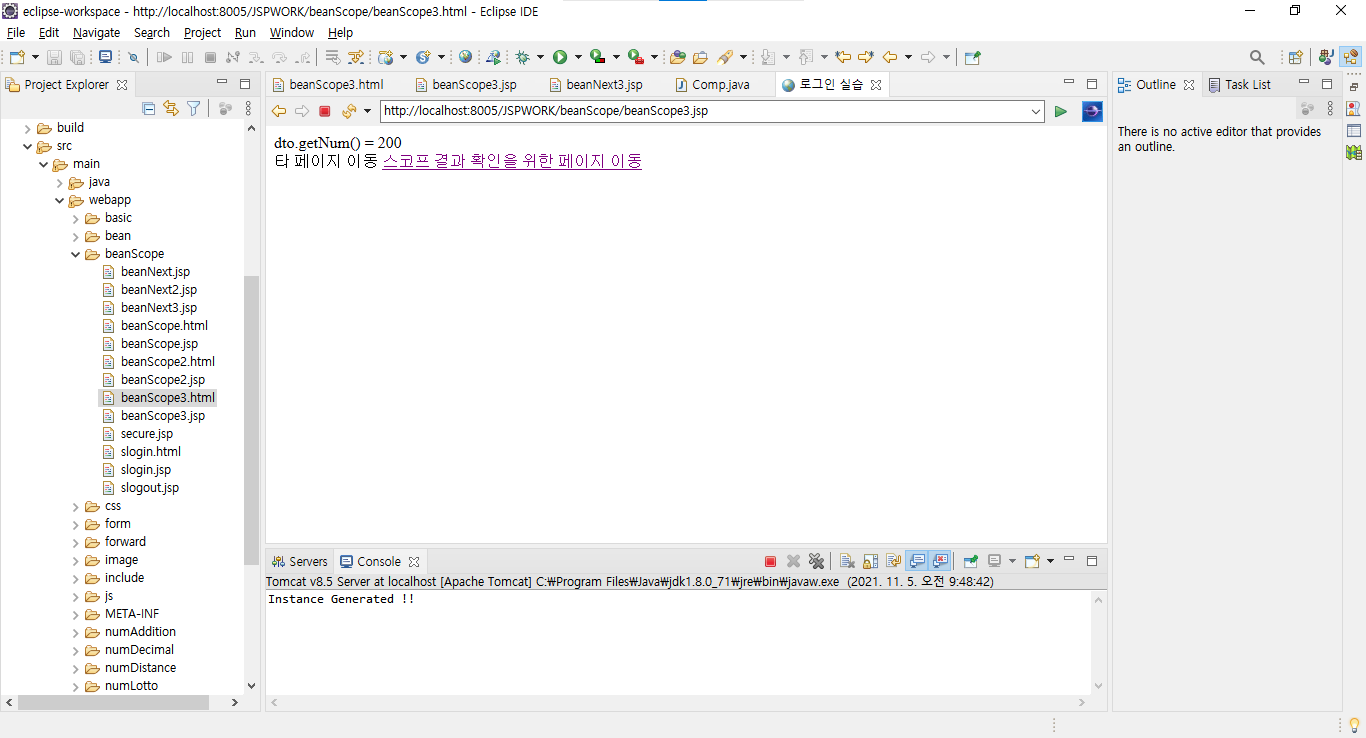 eclipse-workspace - http://localhost:8005/JSPWORK/beanScope/beanScope3.html - Eclipse IDE
File Edit Navigate Search Project Run Window Help
Project Explorer
beanScope3.html beanScope3.jsp beanNext3.jsp Comp.java 로그인 실습
Outline Task List
http://localhost:8005/JSPWORK/beanScope/beanScope3.jsp
dto.getNum() = 200
타 페이지 이동 스코프 결과 확인을 위한 페이지 이동
There is no active editor that provides
an outline.
build
src
main
java
webapp
basic
bean
beanScope
beanNext.jsp
beanNext2.jsp
beanNext3.jsp
beanScope.html
beanScope.jsp
beanScope2.html
beanScope2.jsp
beanScope3.html
beanScope3.jsp
secure.jsp
slogin.html
slogin.jsp
slogout.jsp
css
form
forward
image
include
js
META-INF
numAddition
numDecimal
numDistance
numLotto
Servers Console
Tomcat v8.5 Server at localhost [Apache Tomcat] C:₩Program Files₩Java₩jdk1.8.0_71₩jre₩bin₩javaw.exe (2021. 11. 5. 오전 9:48:42)
Instance Generated !!